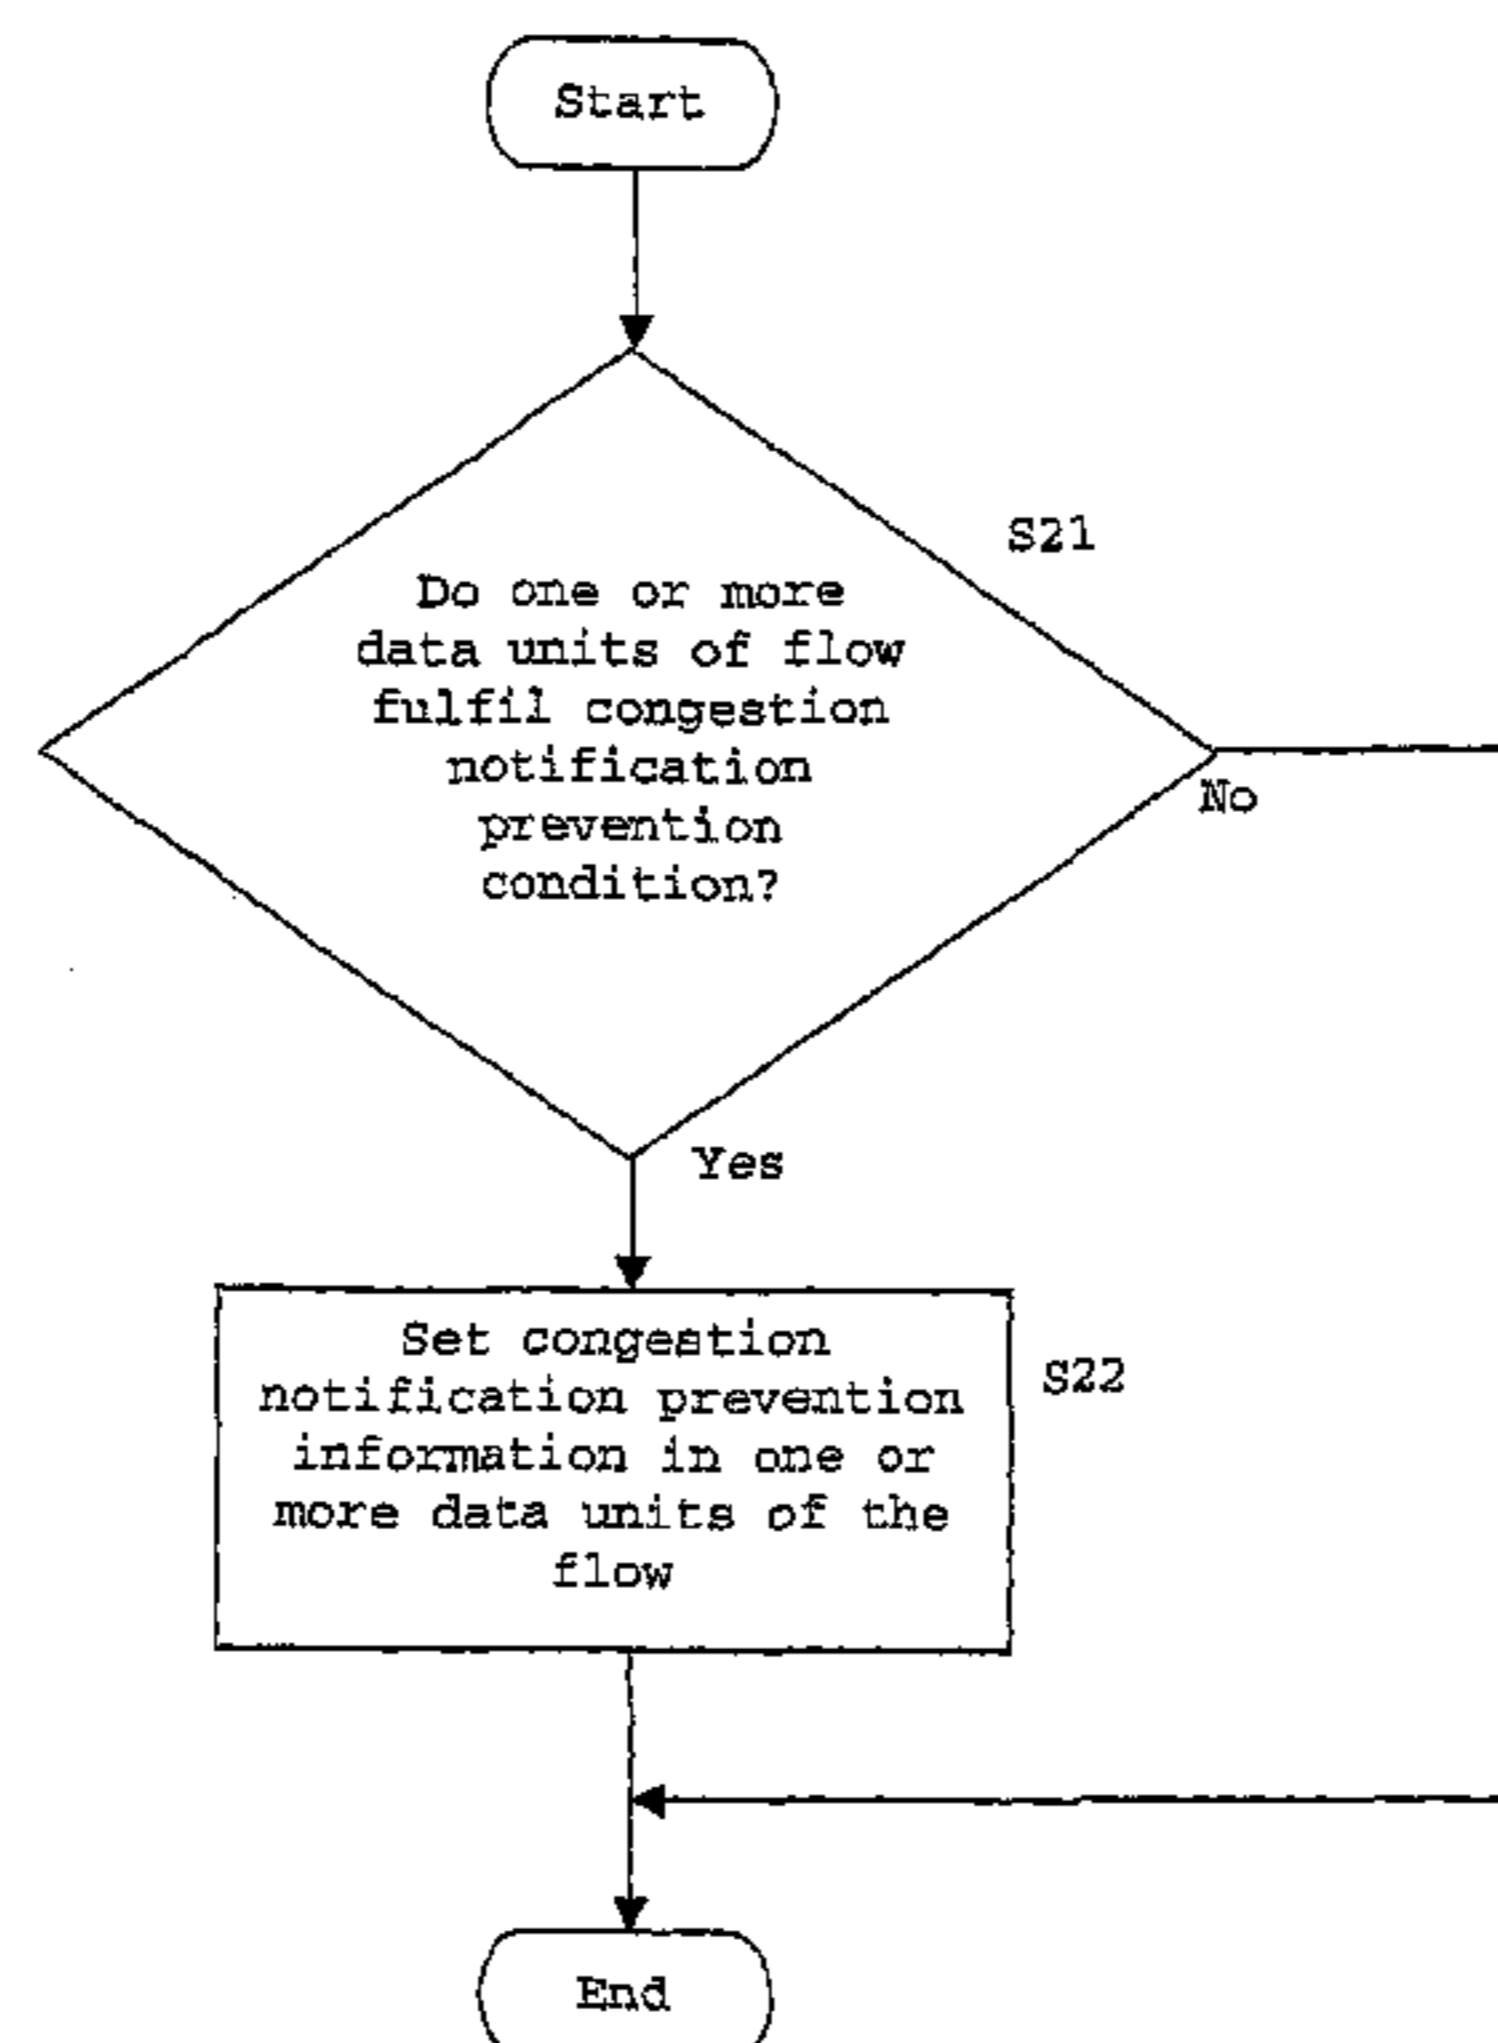 Start
S21
Do one or more
data units of flow
fulfil congestion
notification
prevention
condition?
No
Yes
Set congestion
notification prevention
information in one or
more data units of the
flow
S22
End